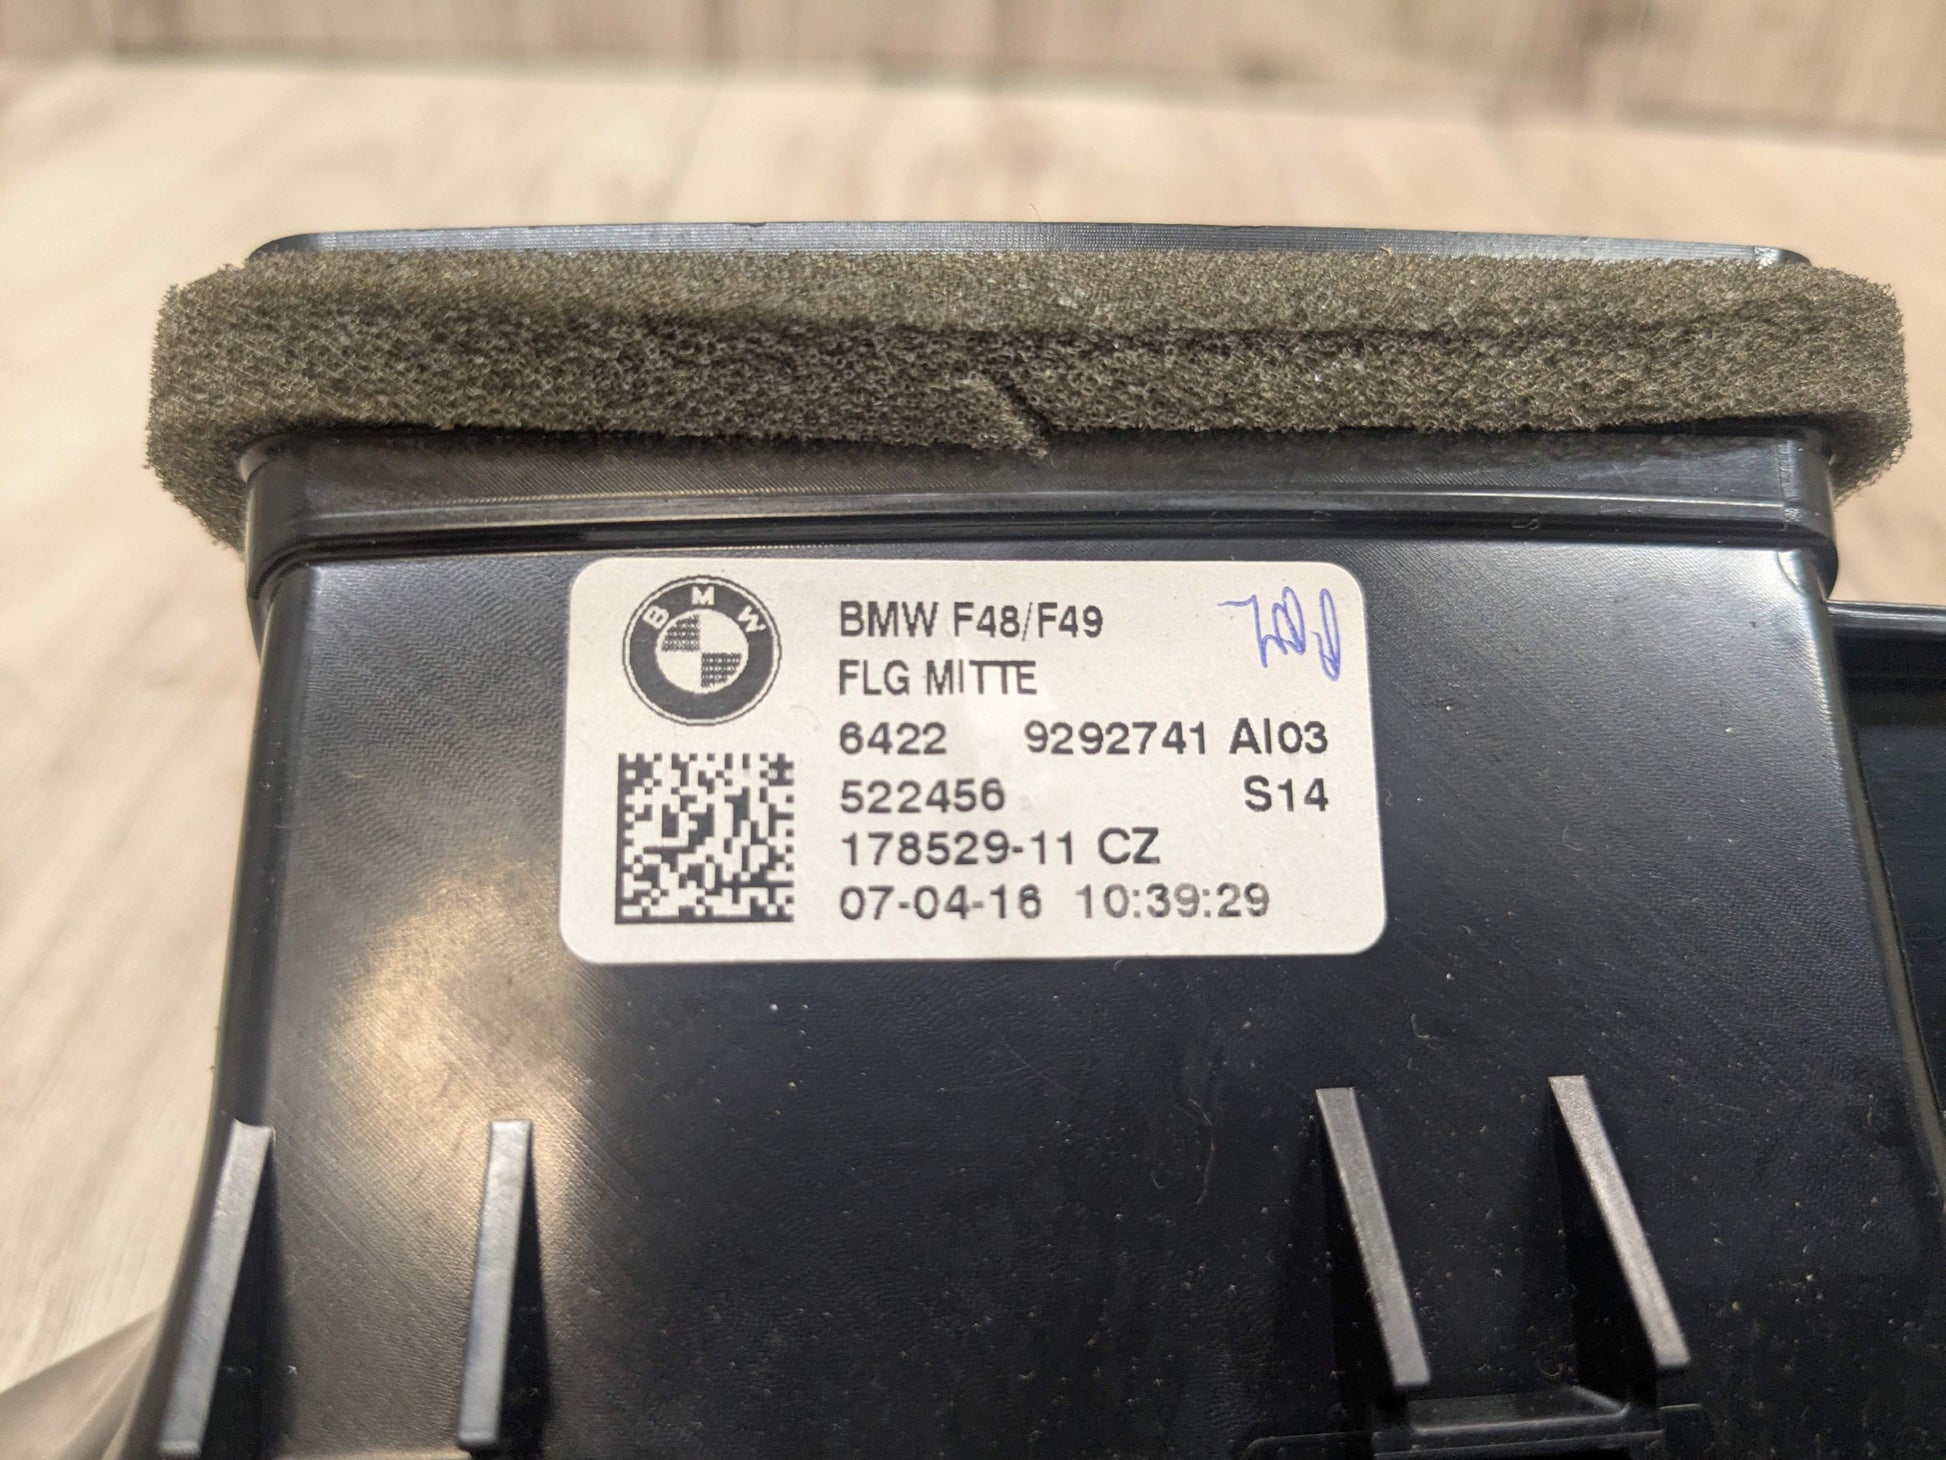 BMW
BMW F48/F49
FLG MITTE
6422 9292741 AI03
522456 S14
178529-11 CZ
07-04-16 10:39:29